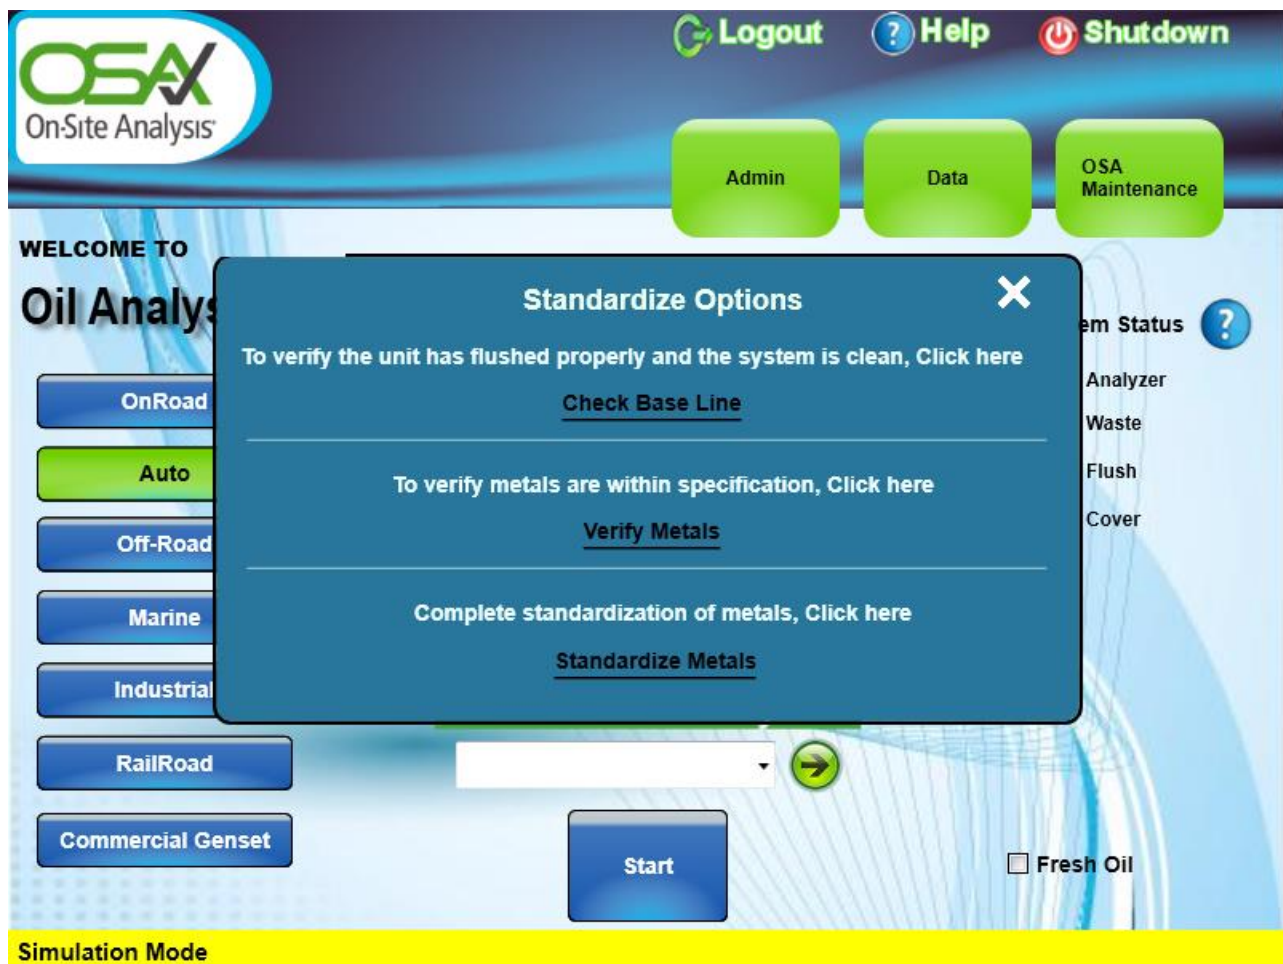 Logout
Help
Shutdown
OSA
On-Site Analysis
Admin
Data
OSA
Maintenance
WELCOME TO
Oil Analys
Standardize Options
To verify the unit has flushed properly and the system is clean, Click here
Check Base Line
To verify metals are within specification, Click here
Verify Metals
Complete standardization of metals, Click here
Standardize Metals
em Status
Analyzer
Waste
Flush
Cover
OnRoad
Auto
Off-Road
Marine
Industrial
RailRoad
Commercial Genset
Start
Fresh Oil
Simulation Mode